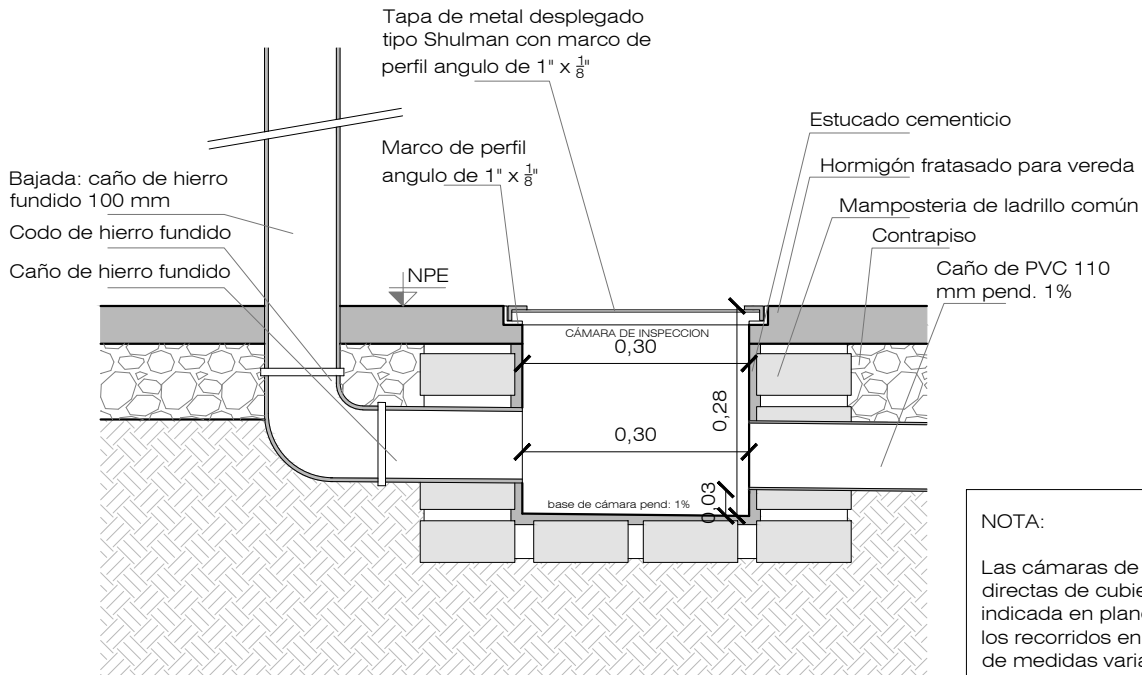 Tapa de metal desplegado
tipo Shulman con marco de
perfil angulo de 1" x 1/8"
Marco de perfil
angulo de 1" x 1/8"
Bajada: caño de hierro
fundido 100 mm
Codo de hierro fundido
Caño de hierro fundido
NPE
Estucado cementicio
Hormigón fratasado para vereda
Mamposteria de ladrillo común
Contrapiso
Caño de PVC 110
mm pend. 1%
CÁMARA DE INSPECCION
0,30
0,28
0,30
0,03
base de cámara pend: 1%
NOTA:
Las cámaras de
directas de cubie
indicada en plano
los recorridos en
de medidas varia